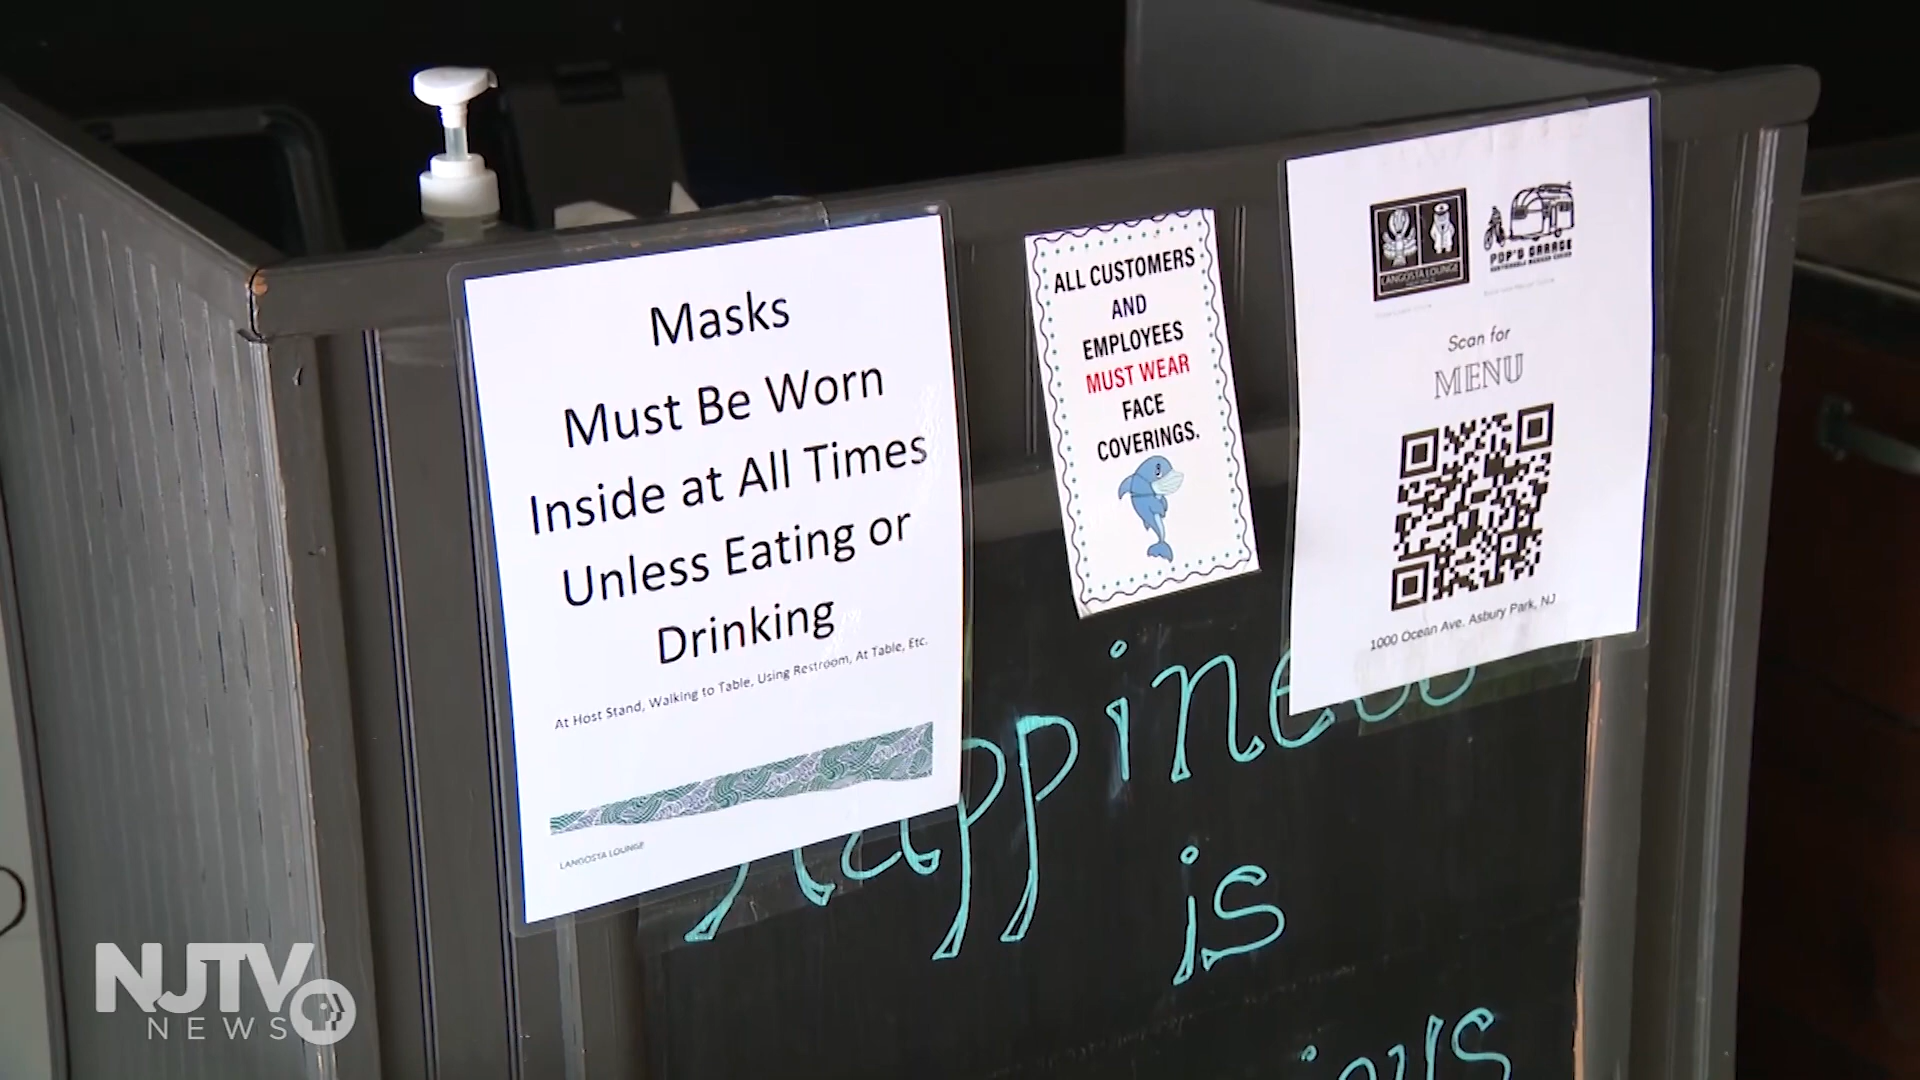 Masks
Must Be Worn
Inside at All Times
Unless Eating or
Drinking
At Host Stand, Walking to Table, Using Restroom, At Table, Etc.
LANGOSTA LOUNGE
ALL CUSTOMERS
AND
EMPLOYEES
MUST WEAR
FACE
COVERINGS.
LANGOSTA LOUNGE
POP'S GARAGE
Scan for
MENU
1000 Ocean Ave. Asbury Park, NJ
Happiness
is
NJTV
NEWS